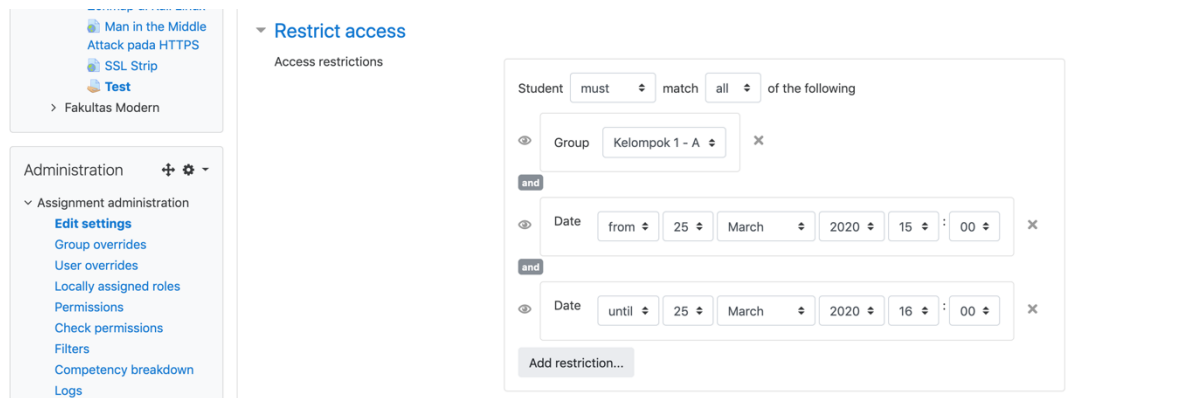 Man in the Middle
Attack pada HTTPS
SSL Strip
Test
Fakultas Modern
Administration
Assignment administration
Edit settings
Group overrides
User overrides
Locally assigned roles
Permissions
Check permissions
Filters
Competency breakdown
Logs
Restrict access
Access restrictions
Student must match all of the following
Group Kelompok 1 - A
and
Date from 25 March 2020 15 : 00
and
Date until 25 March 2020 16 : 00
Add restriction...